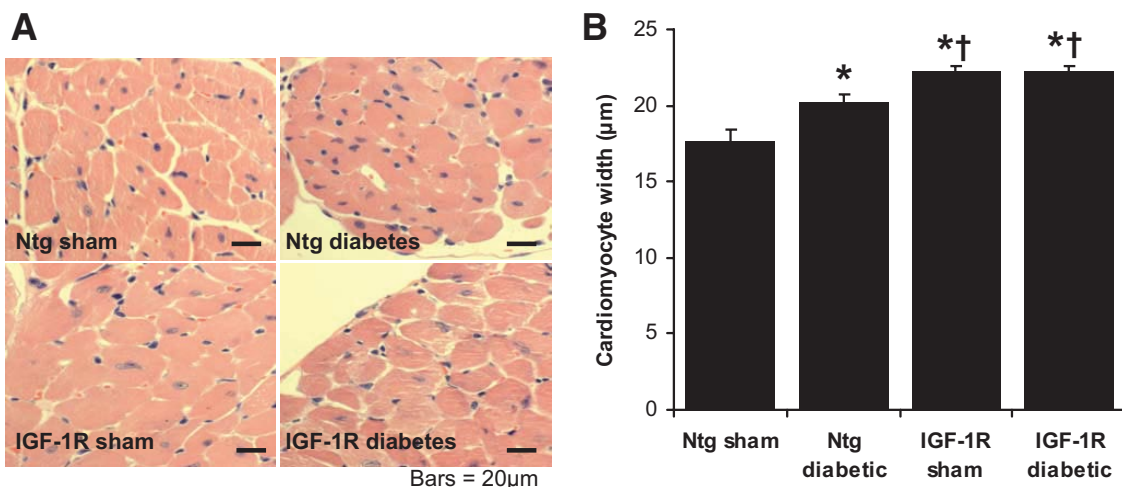 A
Ntg sham
Ntg diabetes
IGF-1R sham
IGF-1R diabetes
Bars = 20µm
B
Cardiomyocyte width (µm)
25
20
15
10
5
0
*
*†
*†
Ntg sham
Ntg
diabetic
IGF-1R
sham
IGF-1R
diabetic